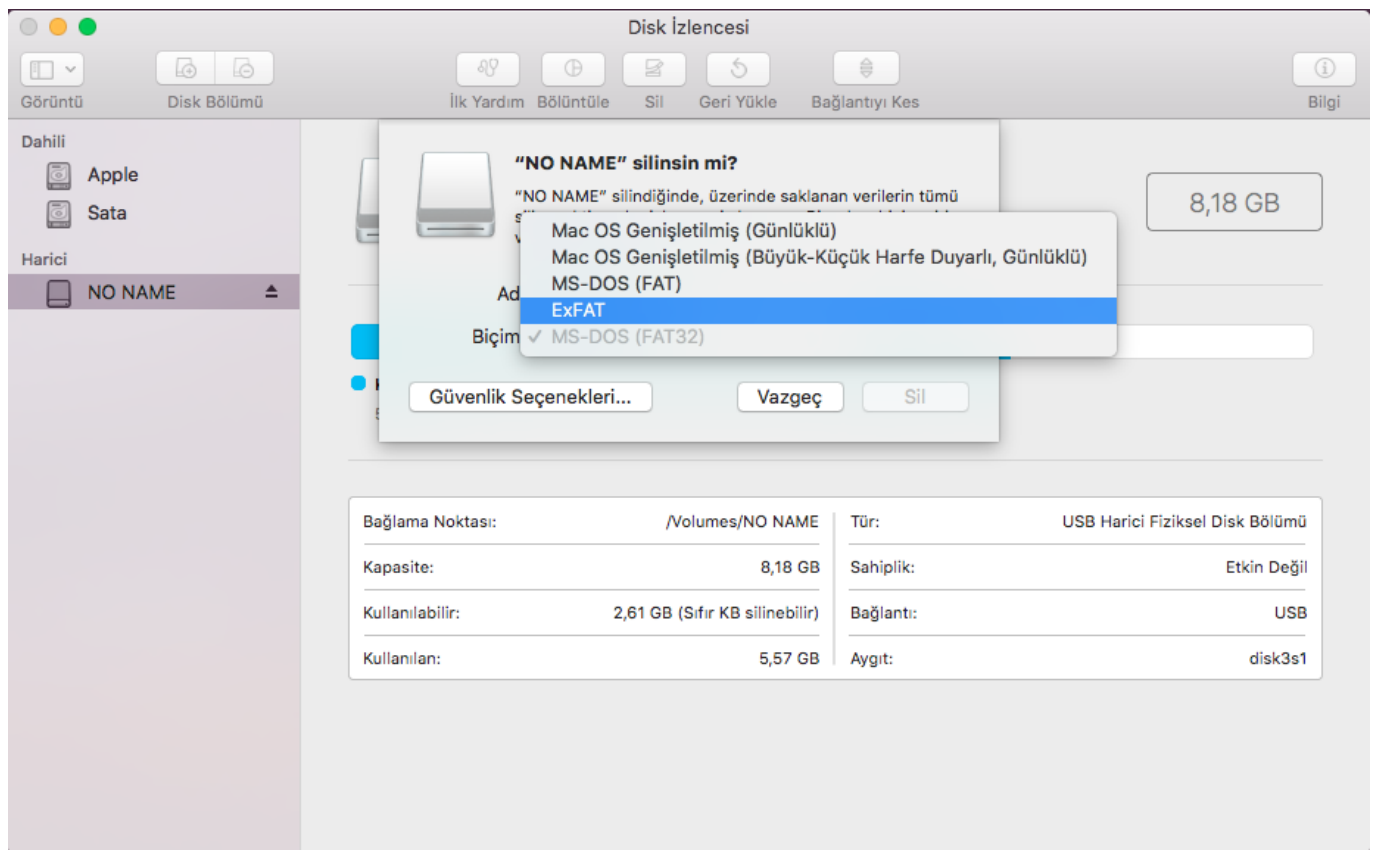 Disk İzlencesi
Görüntü
Disk Bölümü
İlk Yardım
Bölüntüle
Sil
Geri Yükle
Bağlantıyı Kes
Bilgi
Dahili
Apple
Sata
Harici
NO NAME
“NO NAME” silinsin mi?
“NO NAME” silindiğinde, üzerinde saklanan verilerin tümü
8,18 GB
Mac OS Genişletilmiş (Günlüklü)
Mac OS Genişletilmiş (Büyük-Küçük Harfe Duyarlı, Günlüklü)
MS-DOS (FAT)
ExFAT
Ad
Biçim ✓ MS-DOS (FAT32)
Güvenlik Seçenekleri...
Vazgeç
Sil
Bağlama Noktası: /Volumes/NO NAME
Tür: USB Harici Fiziksel Disk Bölümü
Kapasite: 8,18 GB
Sahiplik: Etkin Değil
Kullanılabilir: 2,61 GB (Sıfır KB silinebilir)
Bağlantı: USB
Kullanılan: 5,57 GB
Aygıt: disk3s1